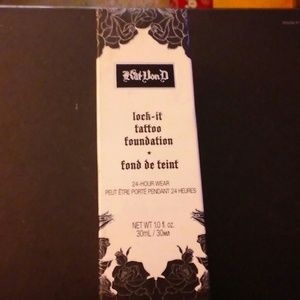 Kat Von D
lock-it
tattoo
foundation
fond de teint
24-HOUR WEAR
PEUT ÊTRE PORTÉ PENDANT 24 HEURES
NET WT 1.0 fl. oz.
30mL / 30мл